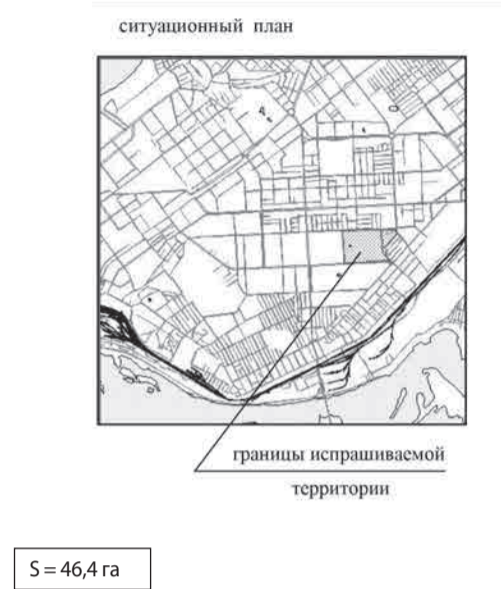 ситуационный план
границы испрашиваемой
территории
S = 46,4 га